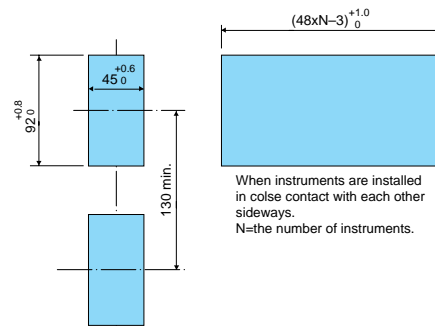 (48xN–3) +1.0 0
45 +0.6 0
92 +0.8 0
130 min.
When instruments are installed
in colse contact with each other
sideways.
N=the number of instruments.